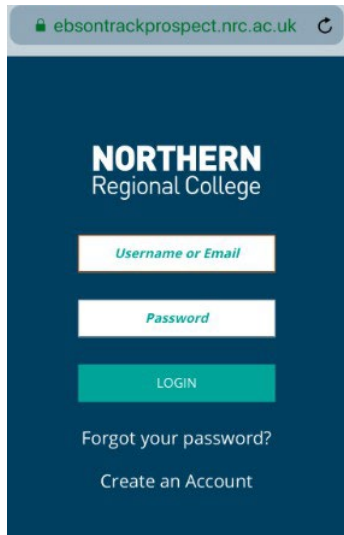 ebsontrackprospect.nrc.ac.uk
NORTHERN
Regional College
Username or Email
Password
LOGIN
Forgot your password?
Create an Account